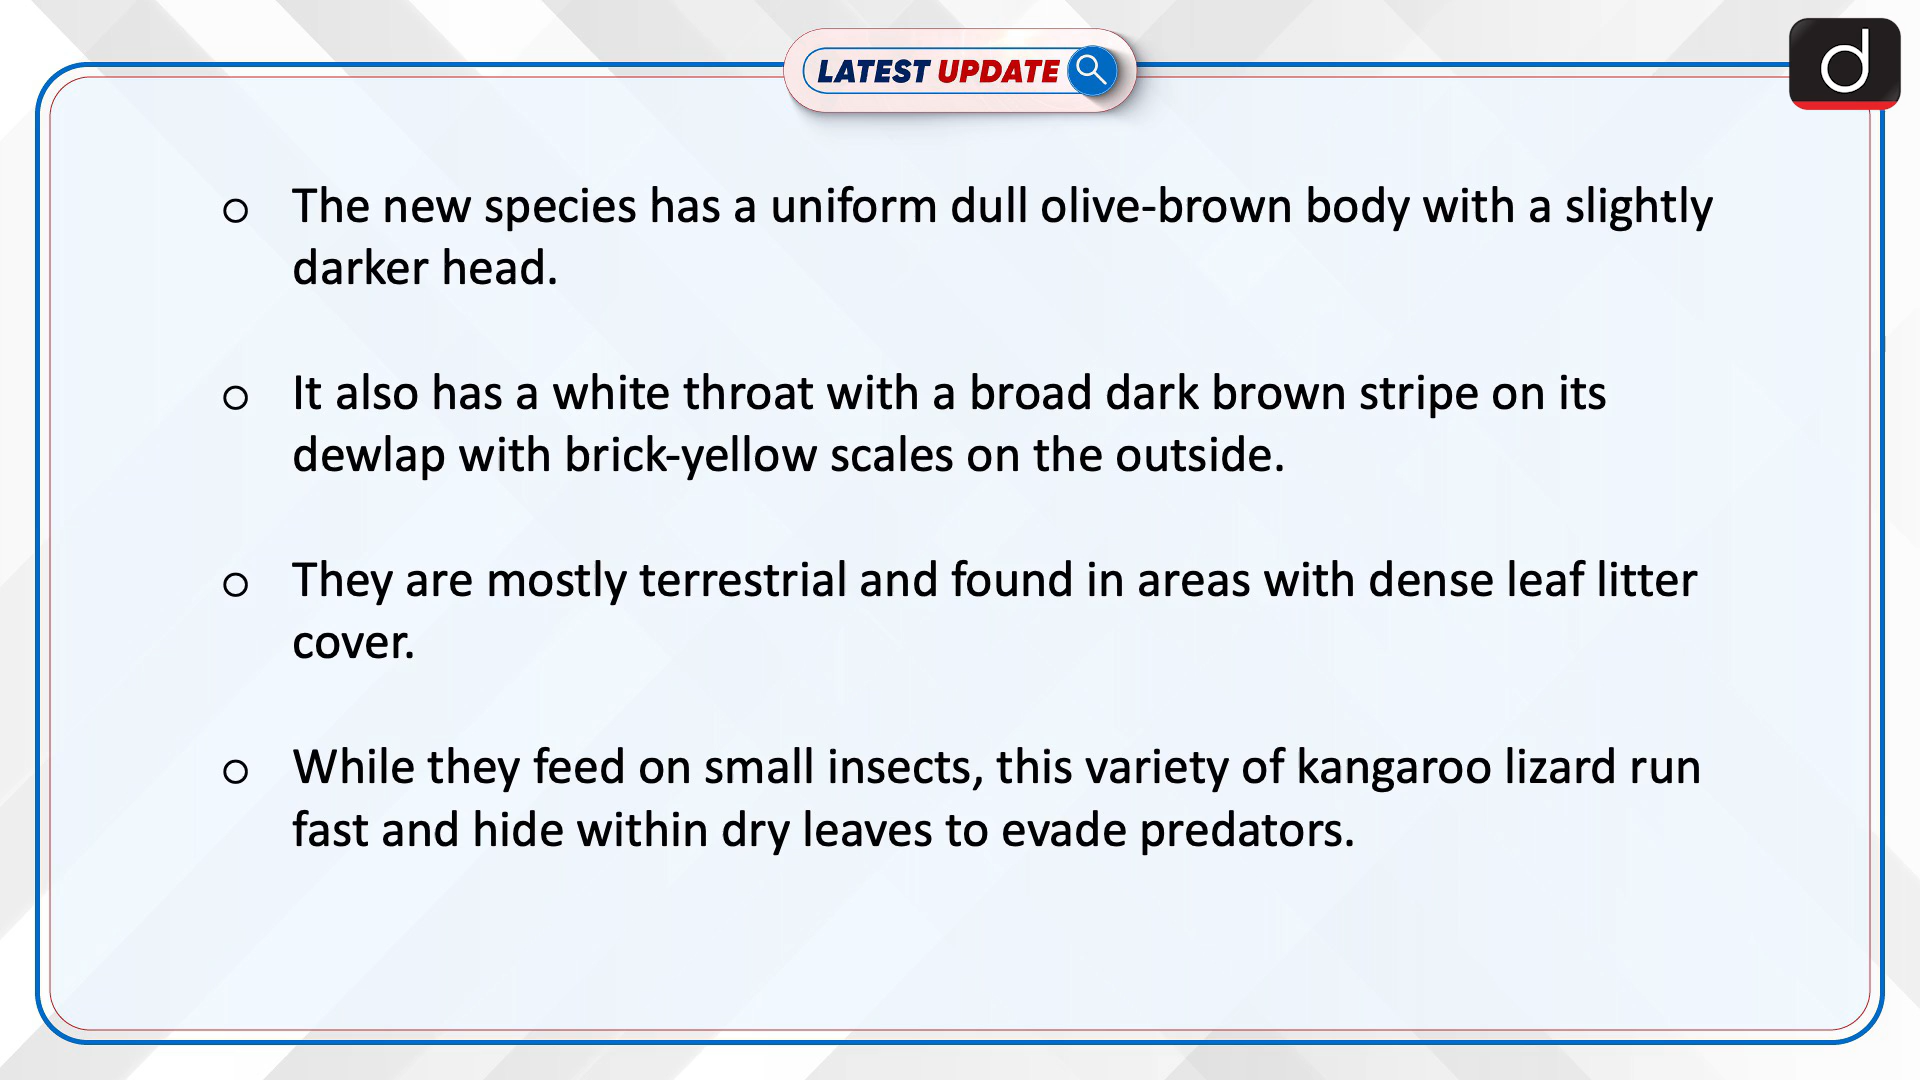 LATEST UPDATE
d
o The new species has a uniform dull olive-brown body with a slightly
darker head.
o It also has a white throat with a broad dark brown stripe on its
dewlap with brick-yellow scales on the outside.
o They are mostly terrestrial and found in areas with dense leaf litter
cover.
o While they feed on small insects, this variety of kangaroo lizard run
fast and hide within dry leaves to evade predators.